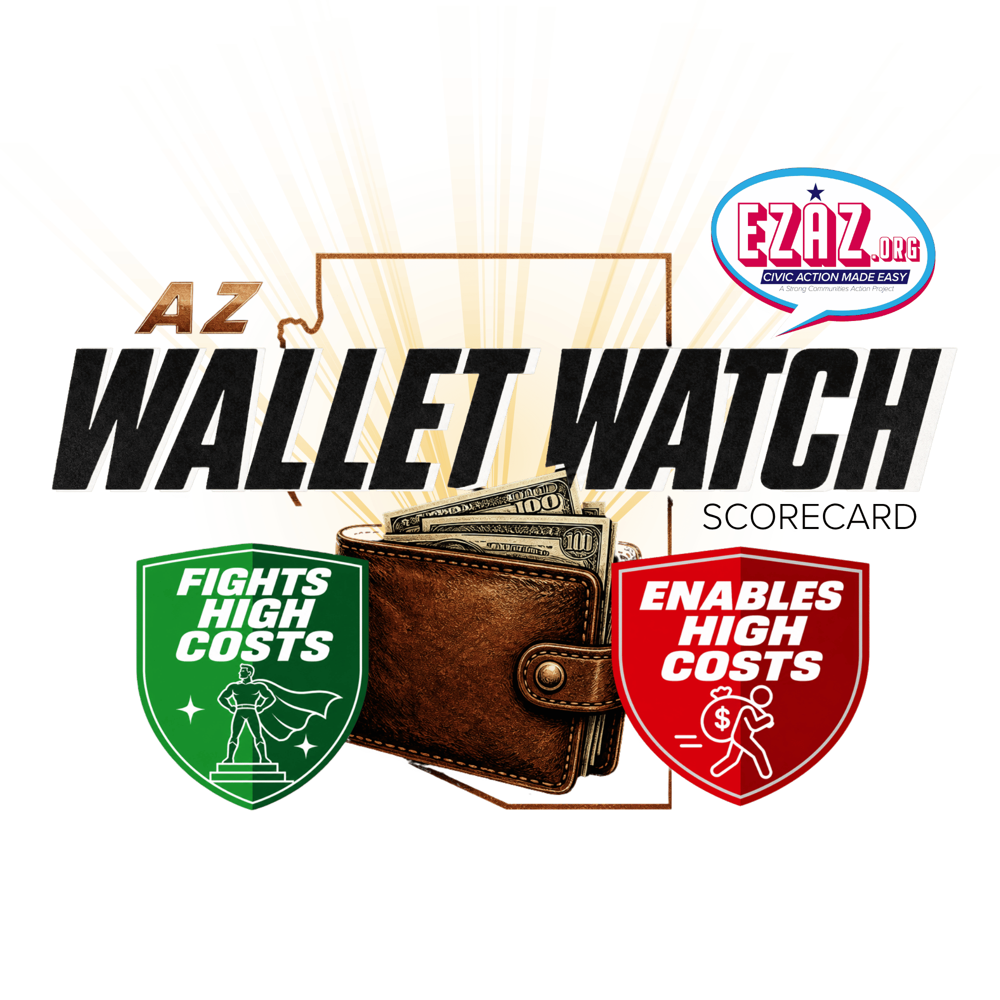 EZAZ.ORG
CIVIC ACTION MADE EASY
A Strong Communities Action Project
AZ
WALLET WATCH
SCORECARD
100
100
FIGHTS
HIGH
COSTS
ENABLES
HIGH
COSTS
$